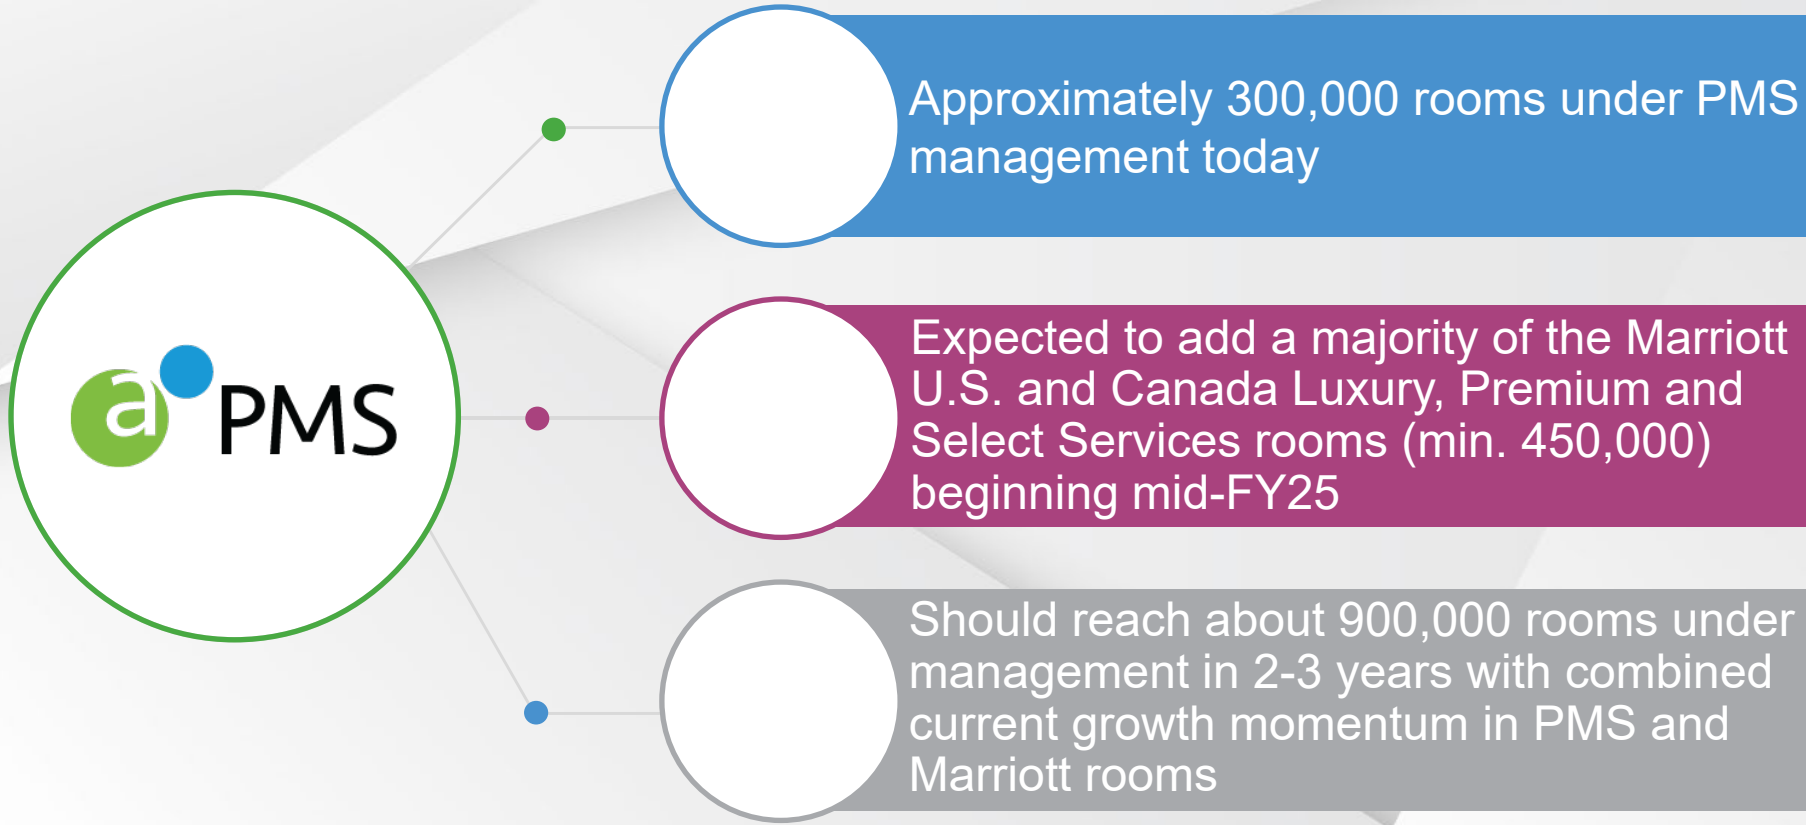 a PMS
Approximately 300,000 rooms under PMS
management today
Expected to add a majority of the Marriott
U.S. and Canada Luxury, Premium and
Select Services rooms (min. 450,000)
beginning mid-FY25
Should reach about 900,000 rooms under
management in 2-3 years with combined
current growth momentum in PMS and
Marriott rooms